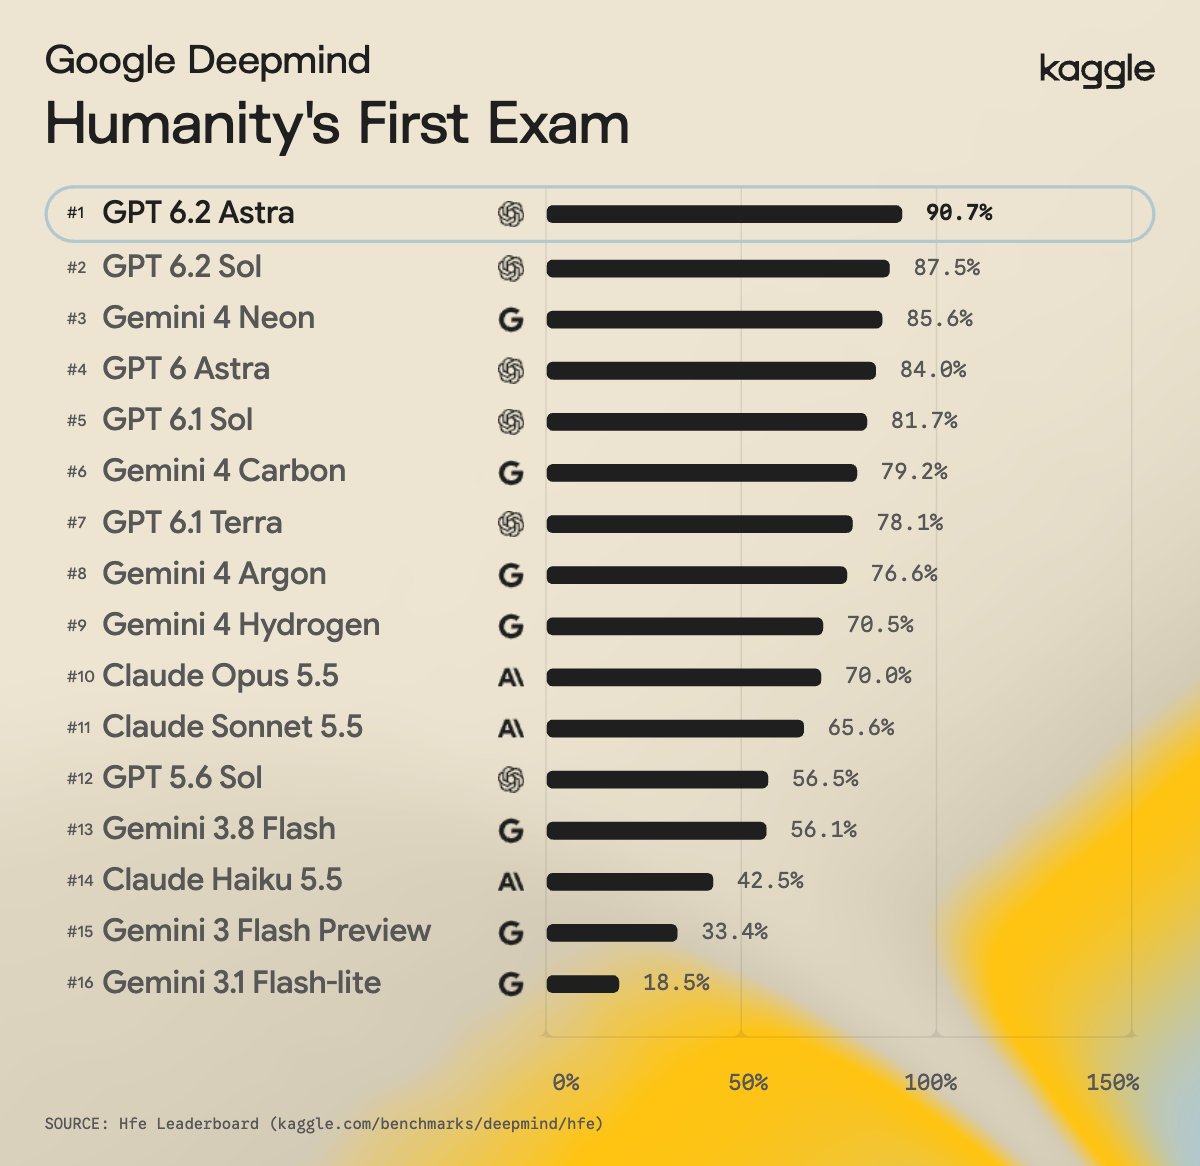 Google Deepmind
kaggle
Humanity's First Exam
#1 GPT 6.2 Astra 90.7%
#2 GPT 6.2 Sol 87.5%
#3 Gemini 4 Neon 85.6%
#4 GPT 6 Astra 84.0%
#5 GPT 6.1 Sol 81.7%
#6 Gemini 4 Carbon 79.2%
#7 GPT 6.1 Terra 78.1%
#8 Gemini 4 Argon 76.6%
#9 Gemini 4 Hydrogen 70.5%
#10 Claude Opus 5.5 70.0%
#11 Claude Sonnet 5.5 65.6%
#12 GPT 5.6 Sol 56.5%
#13 Gemini 3.8 Flash 56.1%
#14 Claude Haiku 5.5 42.5%
#15 Gemini 3 Flash Preview 33.4%
#16 Gemini 3.1 Flash-lite 18.5%
0% 50% 100% 150%
SOURCE: Hfe Leaderboard (kaggle.com/benchmarks/deepmind/hfe)